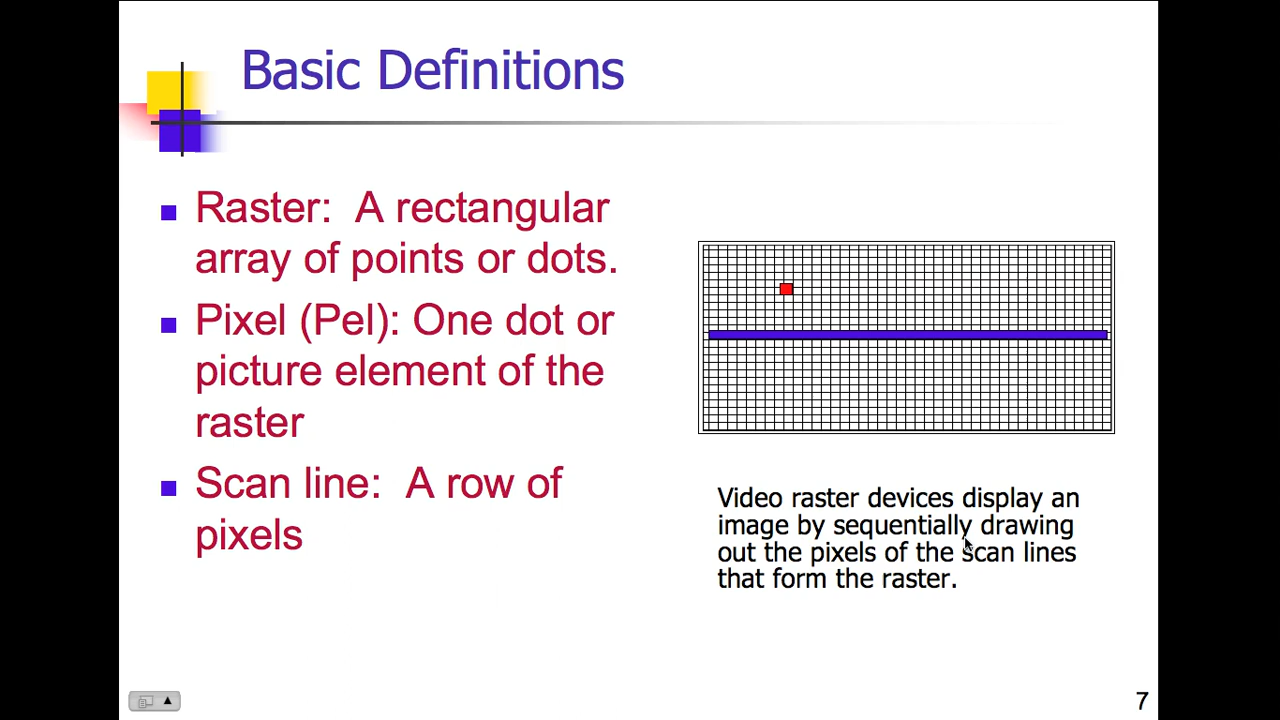 Basic Definitions
Raster: A rectangular
array of points or dots.
Pixel (Pel): One dot or
picture element of the
raster
Scan line: A row of
pixels
Video raster devices display an
image by sequentially drawing
out the pixels of the scan lines
that form the raster.
7